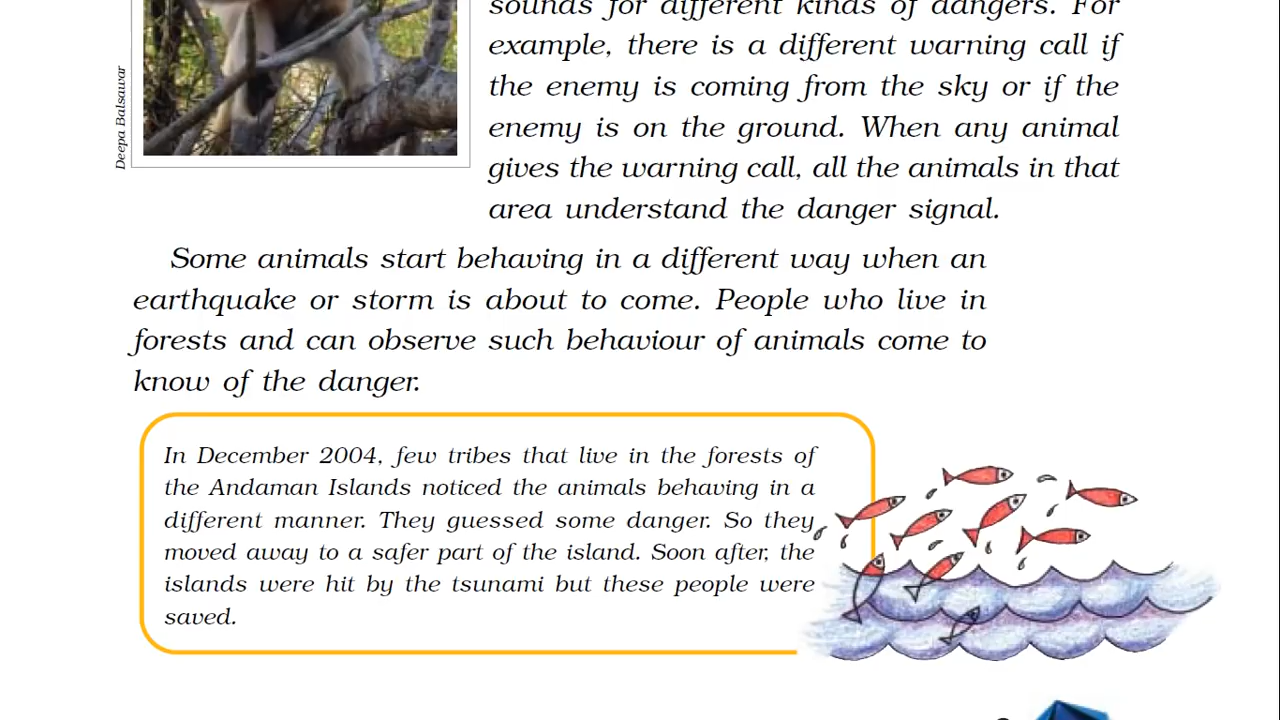 sounds for different kinds of dangers. For
example, there is a different warning call if
the enemy is coming from the sky or if the
enemy is on the ground. When any animal
gives the warning call, all the animals in that
area understand the danger signal.
Deepa Balsavar
Some animals start behaving in a different way when an
earthquake or storm is about to come. People who live in
forests and can observe such behaviour of animals come to
know of the danger.
In December 2004, few tribes that live in the forests of
the Andaman Islands noticed the animals behaving in a
different manner. They guessed some danger. So they
moved away to a safer part of the island. Soon after, the
islands were hit by the tsunami but these people were
saved.